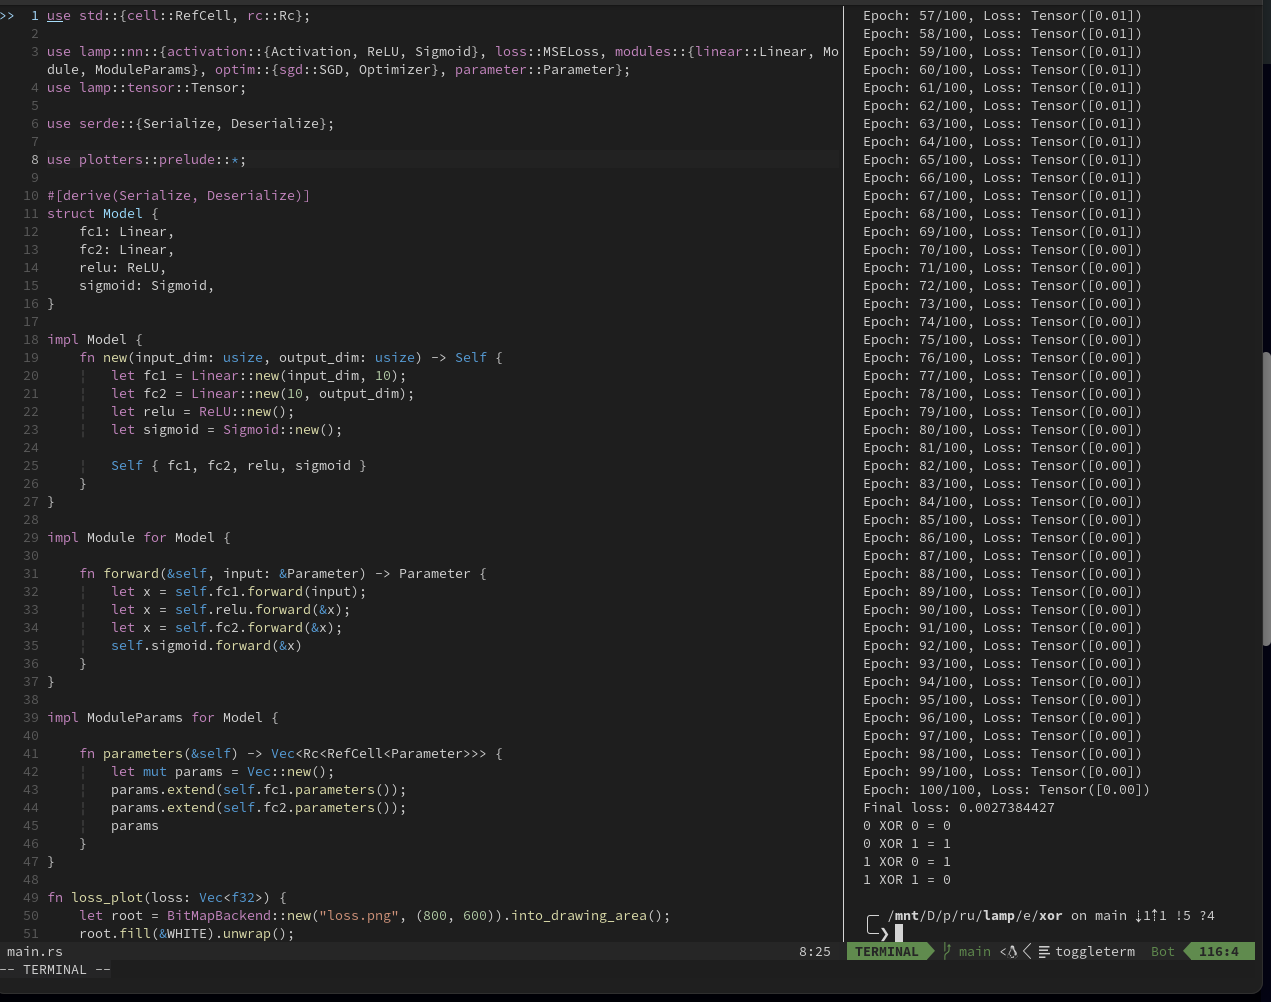 >> 1 use std::{cell::RefCell, rc::Rc};
2
3 use lamp::nn::{activation::{Activation, ReLU, Sigmoid}, loss::MSELoss, modules::{linear::Linear, Mo
dule, ModuleParams}, optim::{sgd::SGD, Optimizer}, parameter::Parameter};
4 use lamp::tensor::Tensor;
5
6 use serde::{Serialize, Deserialize};
7
8 use plotters::prelude::*;
9
10 #[derive(Serialize, Deserialize)]
11 struct Model {
12     fc1: Linear,
13     fc2: Linear,
14     relu: ReLU,
15     sigmoid: Sigmoid,
16 }
17
18 impl Model {
19     fn new(input_dim: usize, output_dim: usize) -> Self {
20         let fc1 = Linear::new(input_dim, 10);
21         let fc2 = Linear::new(10, output_dim);
22         let relu = ReLU::new();
23         let sigmoid = Sigmoid::new();
24
25         Self { fc1, fc2, relu, sigmoid }
26     }
27 }
28
29 impl Module for Model {
30
31     fn forward(&self, input: &Parameter) -> Parameter {
32         let x = self.fc1.forward(input);
33         let x = self.relu.forward(&x);
34         let x = self.fc2.forward(&x);
35         self.sigmoid.forward(&x)
36     }
37 }
38
39 impl ModuleParams for Model {
40
41     fn parameters(&self) -> Vec<Rc<RefCell<Parameter>>> {
42         let mut params = Vec::new();
43         params.extend(self.fc1.parameters());
44         params.extend(self.fc2.parameters());
45         params
46     }
47 }
48
49 fn loss_plot(loss: Vec<f32>) {
50     let root = BitMapBackend::new("loss.png", (800, 600)).into_drawing_area();
51     root.fill(&WHITE).unwrap();
main.rs 8:25
-- TERMINAL --
Epoch: 57/100, Loss: Tensor([0.01])
Epoch: 58/100, Loss: Tensor([0.01])
Epoch: 59/100, Loss: Tensor([0.01])
Epoch: 60/100, Loss: Tensor([0.01])
Epoch: 61/100, Loss: Tensor([0.01])
Epoch: 62/100, Loss: Tensor([0.01])
Epoch: 63/100, Loss: Tensor([0.01])
Epoch: 64/100, Loss: Tensor([0.01])
Epoch: 65/100, Loss: Tensor([0.01])
Epoch: 66/100, Loss: Tensor([0.01])
Epoch: 67/100, Loss: Tensor([0.01])
Epoch: 68/100, Loss: Tensor([0.01])
Epoch: 69/100, Loss: Tensor([0.01])
Epoch: 70/100, Loss: Tensor([0.00])
Epoch: 71/100, Loss: Tensor([0.00])
Epoch: 72/100, Loss: Tensor([0.00])
Epoch: 73/100, Loss: Tensor([0.00])
Epoch: 74/100, Loss: Tensor([0.00])
Epoch: 75/100, Loss: Tensor([0.00])
Epoch: 76/100, Loss: Tensor([0.00])
Epoch: 77/100, Loss: Tensor([0.00])
Epoch: 78/100, Loss: Tensor([0.00])
Epoch: 79/100, Loss: Tensor([0.00])
Epoch: 80/100, Loss: Tensor([0.00])
Epoch: 81/100, Loss: Tensor([0.00])
Epoch: 82/100, Loss: Tensor([0.00])
Epoch: 83/100, Loss: Tensor([0.00])
Epoch: 84/100, Loss: Tensor([0.00])
Epoch: 85/100, Loss: Tensor([0.00])
Epoch: 86/100, Loss: Tensor([0.00])
Epoch: 87/100, Loss: Tensor([0.00])
Epoch: 88/100, Loss: Tensor([0.00])
Epoch: 89/100, Loss: Tensor([0.00])
Epoch: 90/100, Loss: Tensor([0.00])
Epoch: 91/100, Loss: Tensor([0.00])
Epoch: 92/100, Loss: Tensor([0.00])
Epoch: 93/100, Loss: Tensor([0.00])
Epoch: 94/100, Loss: Tensor([0.00])
Epoch: 95/100, Loss: Tensor([0.00])
Epoch: 96/100, Loss: Tensor([0.00])
Epoch: 97/100, Loss: Tensor([0.00])
Epoch: 98/100, Loss: Tensor([0.00])
Epoch: 99/100, Loss: Tensor([0.00])
Epoch: 100/100, Loss: Tensor([0.00])
Final loss: 0.0027384427
0 XOR 0 = 0
0 XOR 1 = 1
1 XOR 0 = 1
1 XOR 1 = 0
/mnt/D/p/ru/lamp/e/xor on main ↓1↑1 !5 ?4
❯
TERMINAL main < toggleterm Bot 116:4